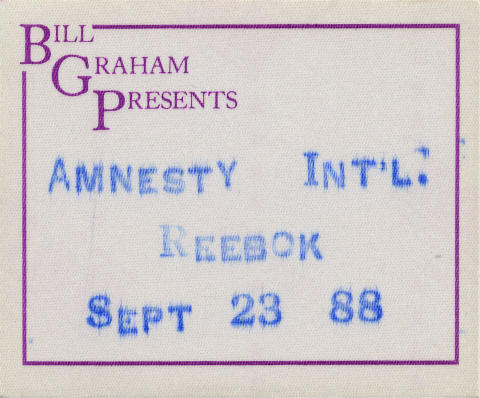 BILL
GRAHAM
PRESENTS
AMNESTY INT'L:
REEBOK
SEPT 23 88